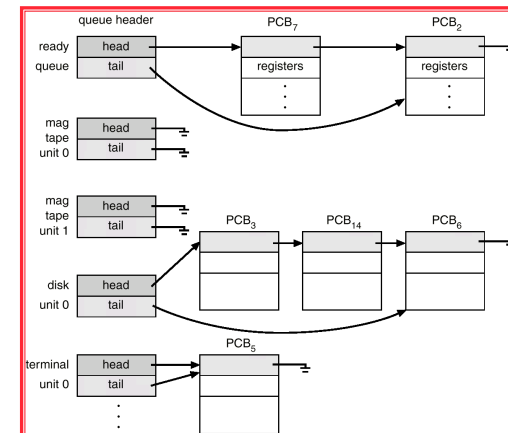 queue header PCB7 PCB2
ready head
queue tail registers registers
mag head
tape
unit 0 tail
mag head
tape
unit 1 tail
PCB3 PCB14 PCB6
disk head
unit 0 tail
PCB5
terminal head
unit 0 tail